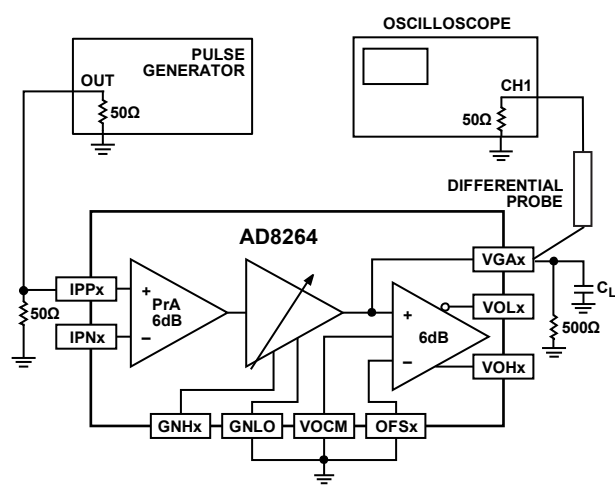 OSCILLOSCOPE
PULSE
GENERATOR
OUT
50Ω
CH1
50Ω
DIFFERENTIAL
PROBE
AD8264
VGAx
IPPx
PrA
6dB
+
−
50Ω
IPNx
+
−
6dB
VOLx
CL
500Ω
VOHx
GNHx
GNLO
VOCM
OFSx